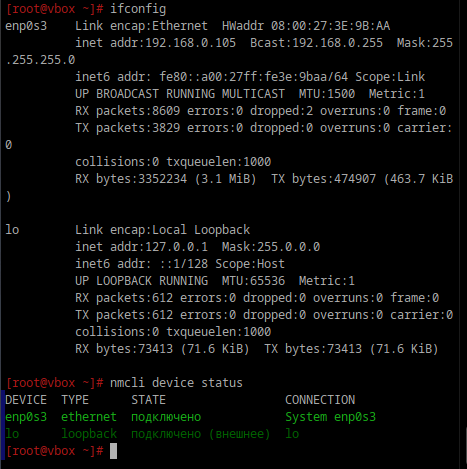 [root@vbox ~]# ifconfig
enp0s3    Link encap:Ethernet  HWaddr 08:00:27:3E:9B:AA
          inet addr:192.168.0.105  Bcast:192.168.0.255  Mask:255
.255.255.0
          inet6 addr: fe80::a00:27ff:fe3e:9baa/64 Scope:Link
          UP BROADCAST RUNNING MULTICAST  MTU:1500  Metric:1
          RX packets:8609 errors:0 dropped:2 overruns:0 frame:0
          TX packets:3829 errors:0 dropped:0 overruns:0 carrier:
0
          collisions:0 txqueuelen:1000
          RX bytes:3352234 (3.1 MiB)  TX bytes:474907 (463.7 KiB
)
lo        Link encap:Local Loopback
          inet addr:127.0.0.1  Mask:255.0.0.0
          inet6 addr: ::1/128 Scope:Host
          UP LOOPBACK RUNNING  MTU:65536  Metric:1
          RX packets:612 errors:0 dropped:0 overruns:0 frame:0
          TX packets:612 errors:0 dropped:0 overruns:0 carrier:0
          collisions:0 txqueuelen:1000
          RX bytes:73413 (71.6 KiB)  TX bytes:73413 (71.6 KiB)
[root@vbox ~]# nmcli device status
DEVICE  TYPE      STATE                  CONNECTION
enp0s3  ethernet  подключено             System enp0s3
lo      loopback  подключено (внешнее)  lo
[root@vbox ~]#